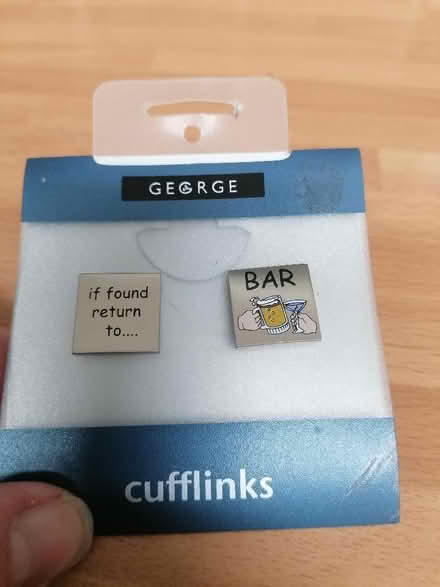 GEORGE
if found
return
to....
BAR
cufflinks